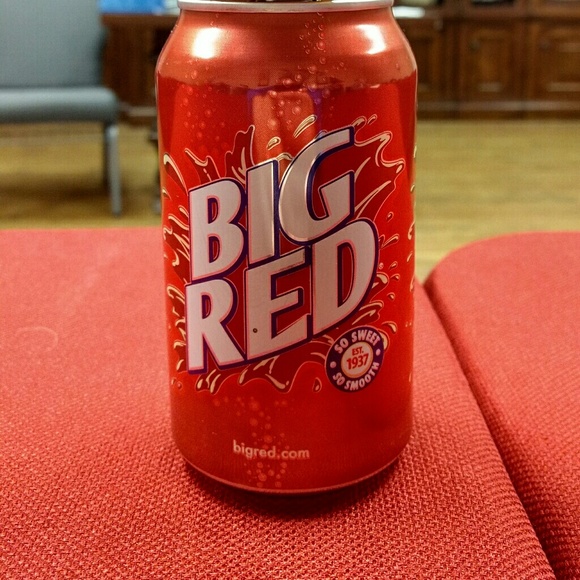 BIG
RED
SO SWEET
EST.
1937
SO SMOOTH
bigred.com